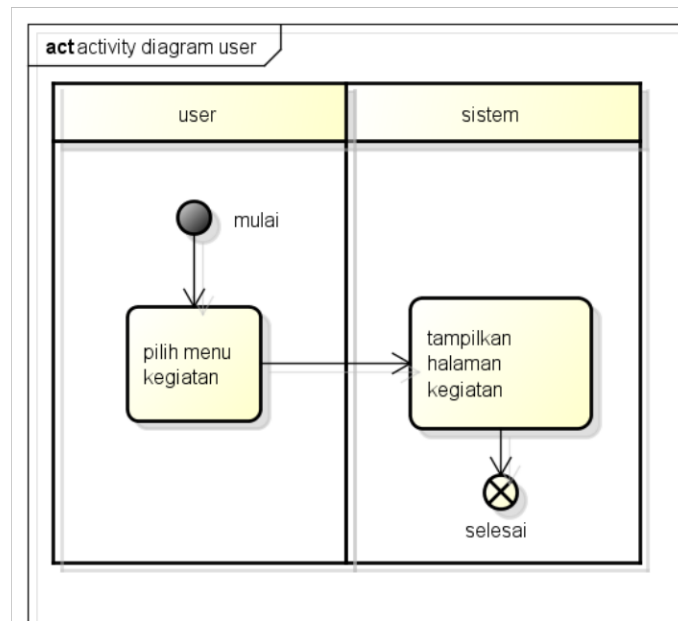 act activity diagram user
user
sistem
mulai
pilih menu
kegiatan
tampilkan
halaman
kegiatan
selesai